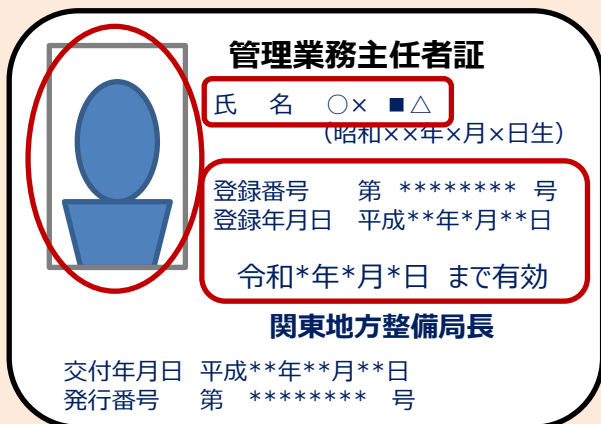 管理業務主任者証
氏　名　○×　■△
（昭和××年×月×日生）
登録番号　　第　********　号
登録年月日　平成**年*月**日
令和*年*月*日　まで有効
関東地方整備局長
交付年月日　平成**年**月**日
発行番号　　第　********　号